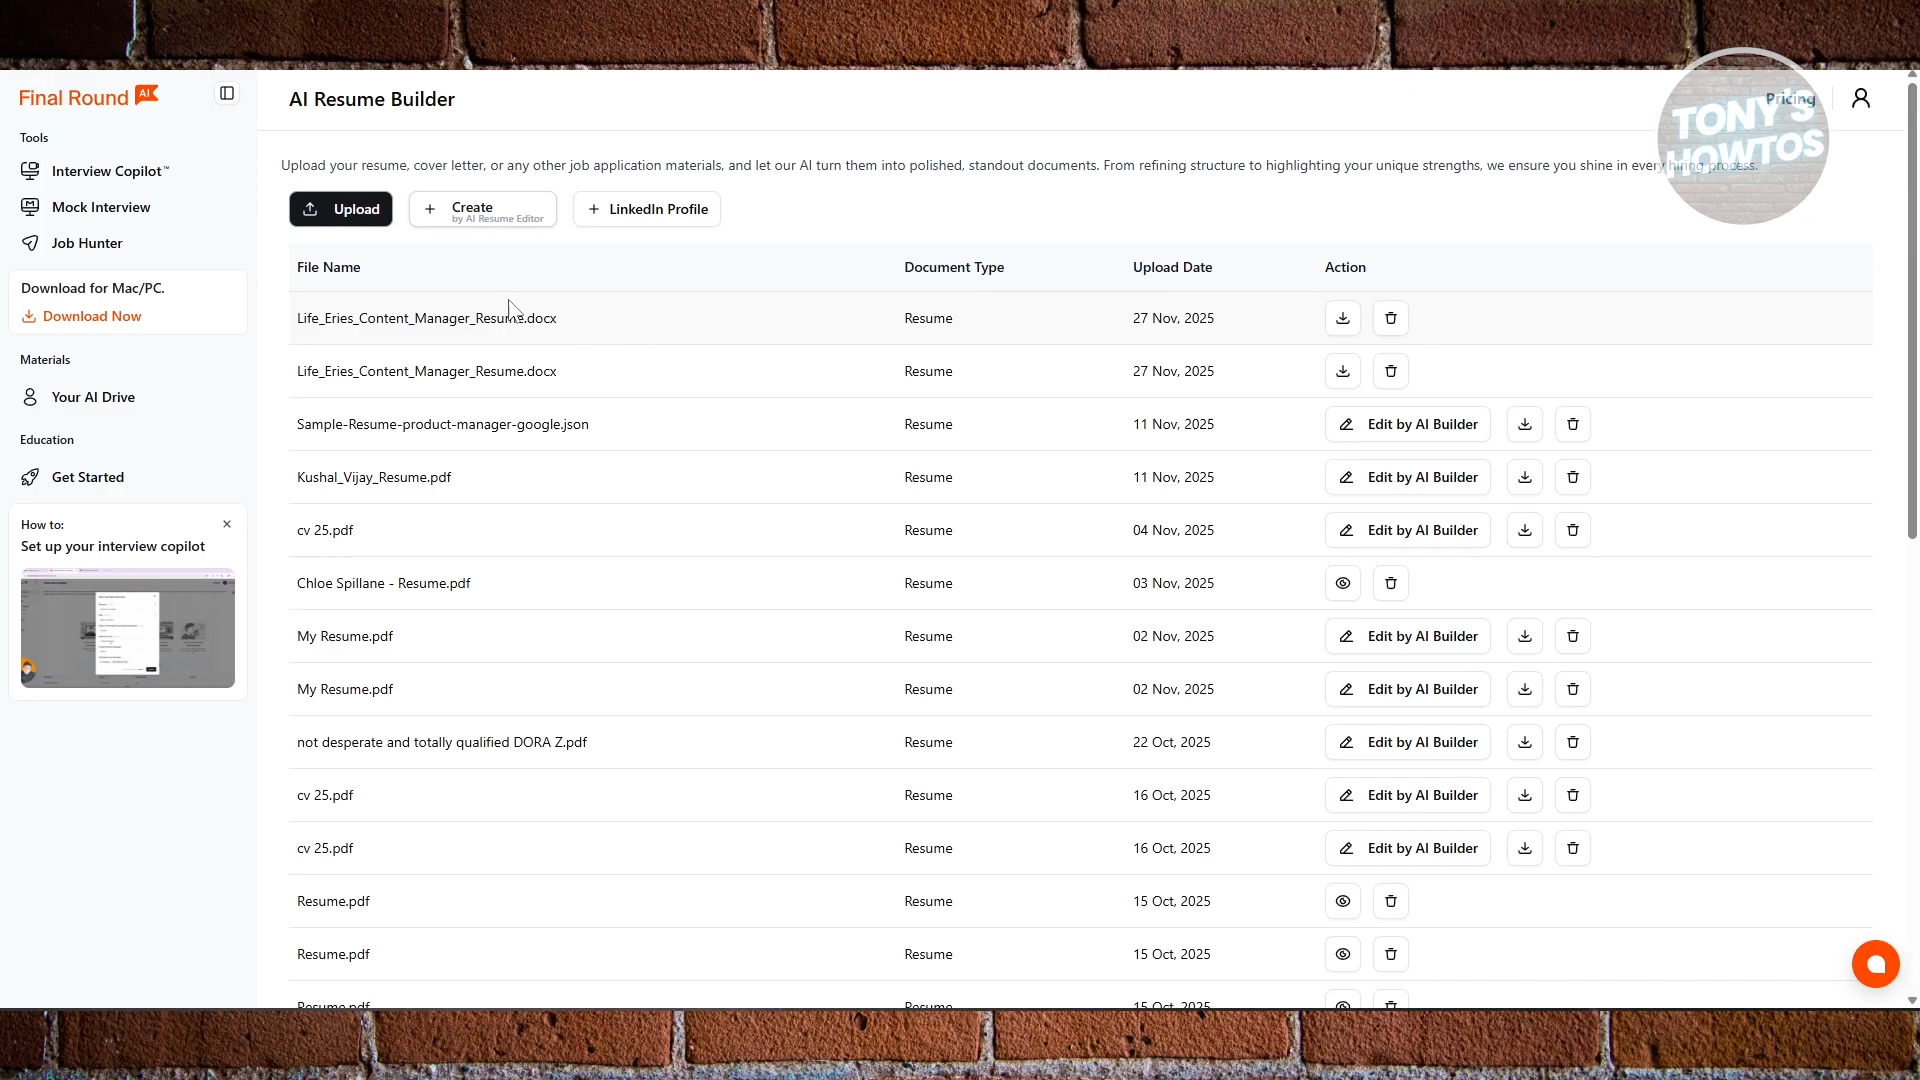 Final Round AI
AI Resume Builder
Pricing
TONY'S
HOWTOS
Tools
Interview Copilot™
Mock Interview
Job Hunter
Download for Mac/PC.
Download Now
Materials
Your AI Drive
Education
Get Started
How to:
Set up your interview copilot
Upload your resume, cover letter, or any other job application materials, and let our AI turn them into polished, standout documents. From refining structure to highlighting your unique strengths, we ensure you shine in every hiring process.
Upload
Create
by AI Resume Editor
LinkedIn Profile
File Name Document Type Upload Date Action
Life_Eries_Content_Manager_Resume.docx Resume 27 Nov, 2025
Life_Eries_Content_Manager_Resume.docx Resume 27 Nov, 2025
Sample-Resume-product-manager-google.json Resume 11 Nov, 2025 Edit by AI Builder
Kushal_Vijay_Resume.pdf Resume 11 Nov, 2025 Edit by AI Builder
cv 25.pdf Resume 04 Nov, 2025 Edit by AI Builder
Chloe Spillane - Resume.pdf Resume 03 Nov, 2025
My Resume.pdf Resume 02 Nov, 2025 Edit by AI Builder
My Resume.pdf Resume 02 Nov, 2025 Edit by AI Builder
not desperate and totally qualified DORA Z.pdf Resume 22 Oct, 2025 Edit by AI Builder
cv 25.pdf Resume 16 Oct, 2025 Edit by AI Builder
cv 25.pdf Resume 16 Oct, 2025 Edit by AI Builder
Resume.pdf Resume 15 Oct, 2025
Resume.pdf Resume 15 Oct, 2025
Resume.pdf Resume 15 Oct, 2025